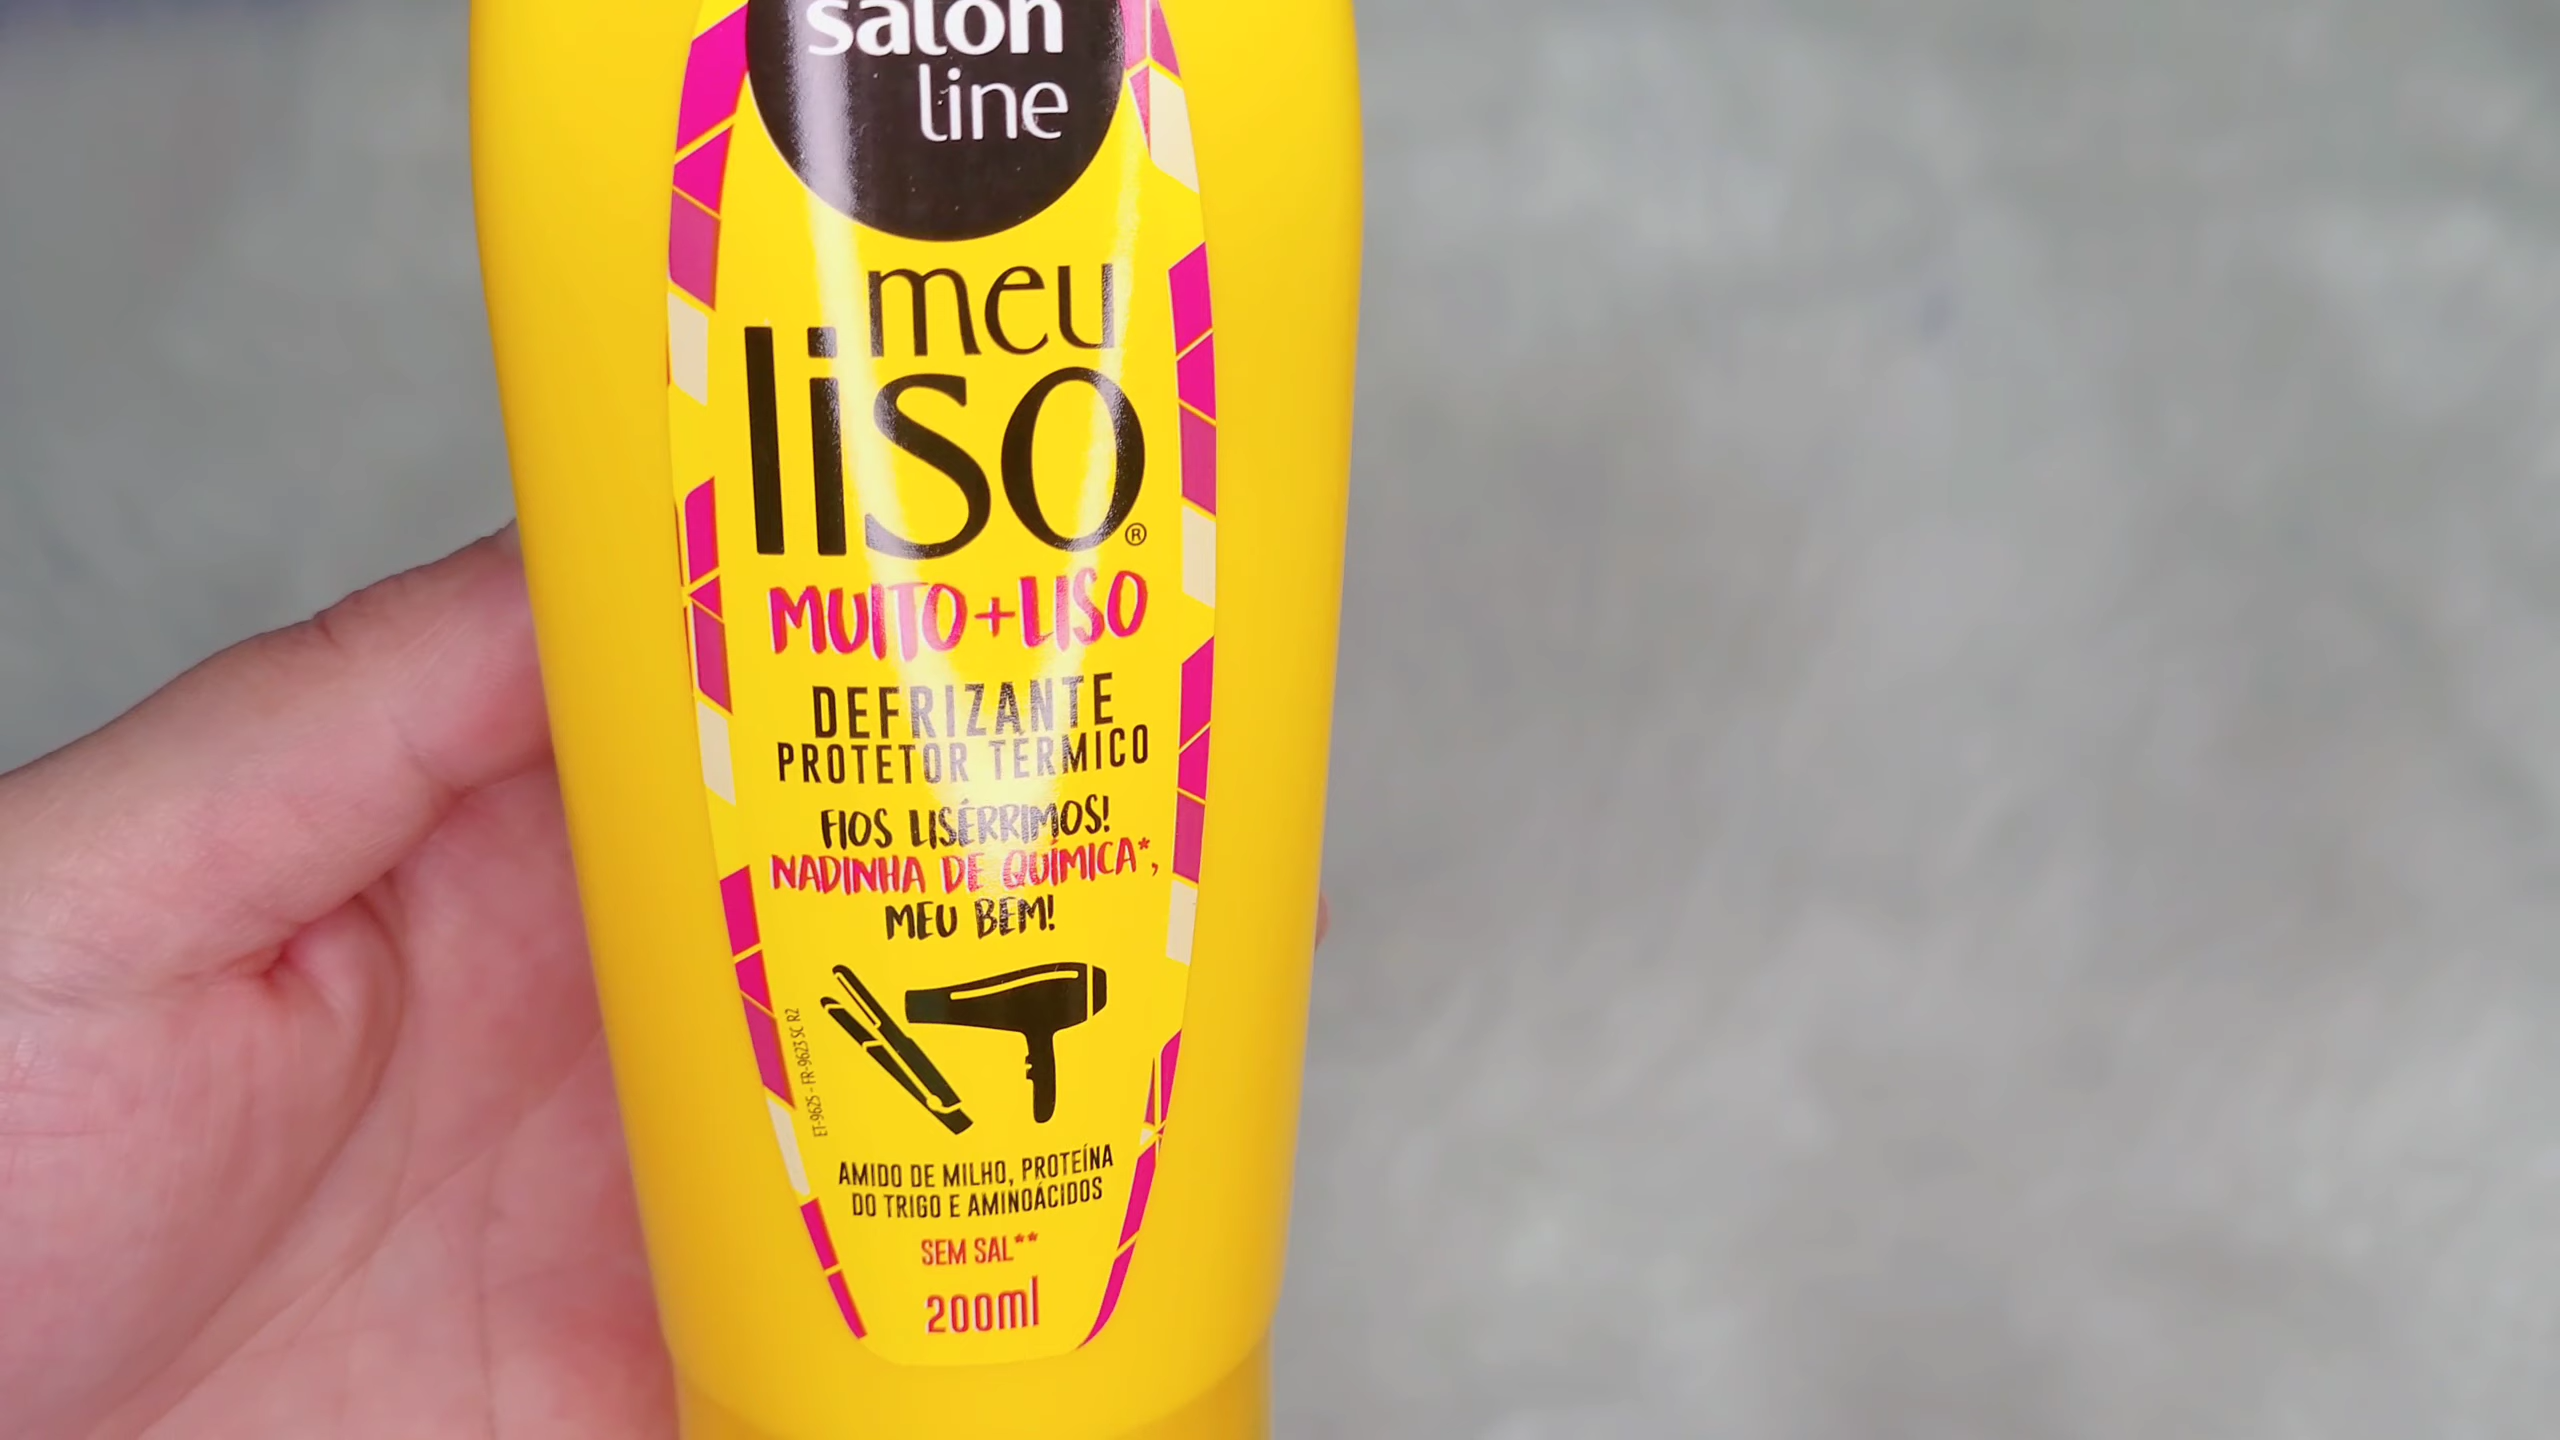 salon
line
meu
liso®
MUITO+LISO
DEFRIZANTE
PROTETOR TÉRMICO
FIOS LISÉRRIMOS!
NADINHA DE QUÍMICA*,
MEU BEM!
ET-9625 - FR-9623 SC R2
AMIDO DE MILHO, PROTEÍNA
DO TRIGO E AMINOÁCIDOS
SEM SAL**
200ml